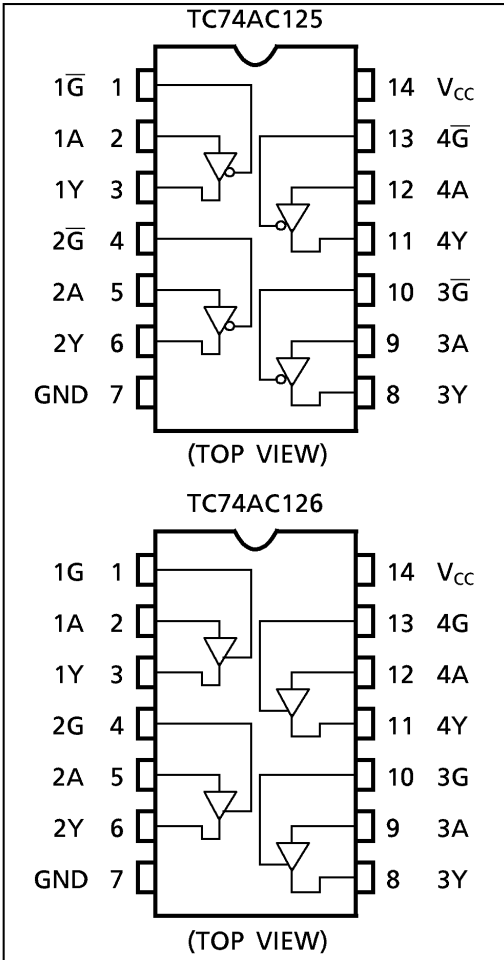 TC74AC125
1G̅ 1 14 VCC
1A 2 13 4G̅
1Y 3 12 4A
2G̅ 4 11 4Y
2A 5 10 3G̅
2Y 6 9 3A
GND 7 8 3Y
(TOP VIEW)
TC74AC126
1G 1 14 VCC
1A 2 13 4G
1Y 3 12 4A
2G 4 11 4Y
2A 5 10 3G
2Y 6 9 3A
GND 7 8 3Y
(TOP VIEW)